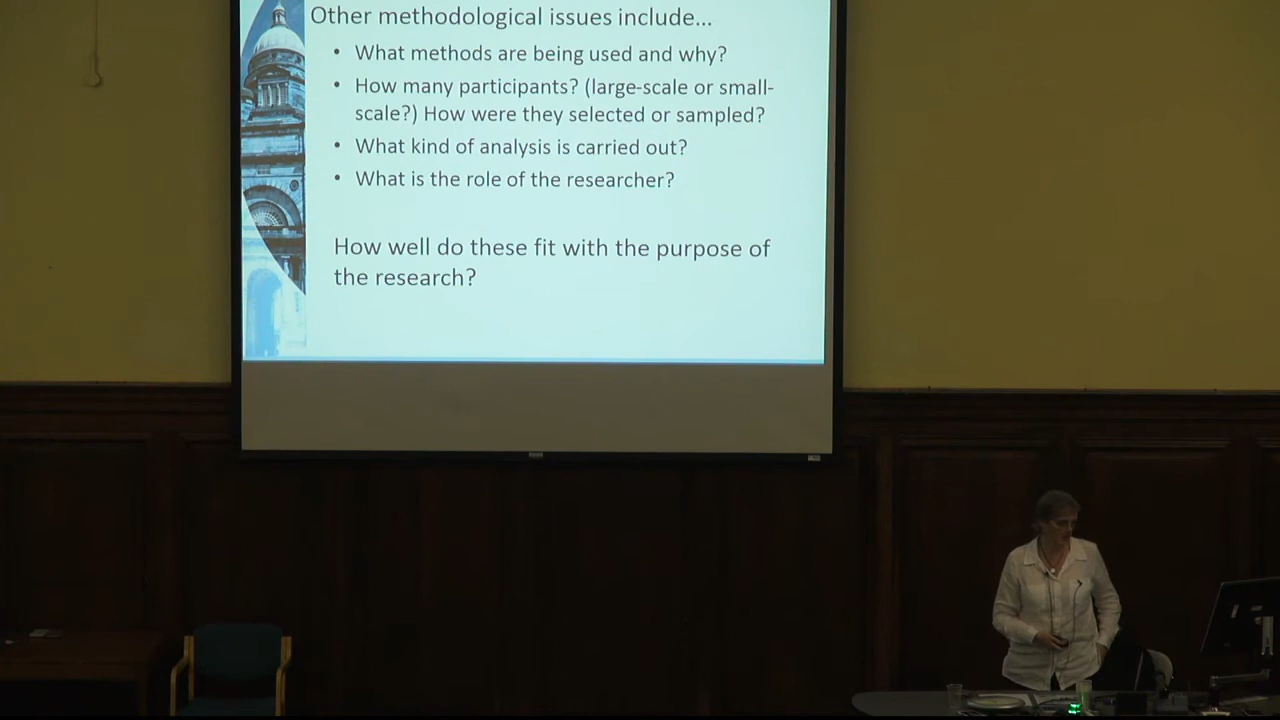 Other methodological issues include...
• What methods are being used and why?
• How many participants? (large-scale or small-
scale?) How were they selected or sampled?
• What kind of analysis is carried out?
• What is the role of the researcher?
How well do these fit with the purpose of
the research?